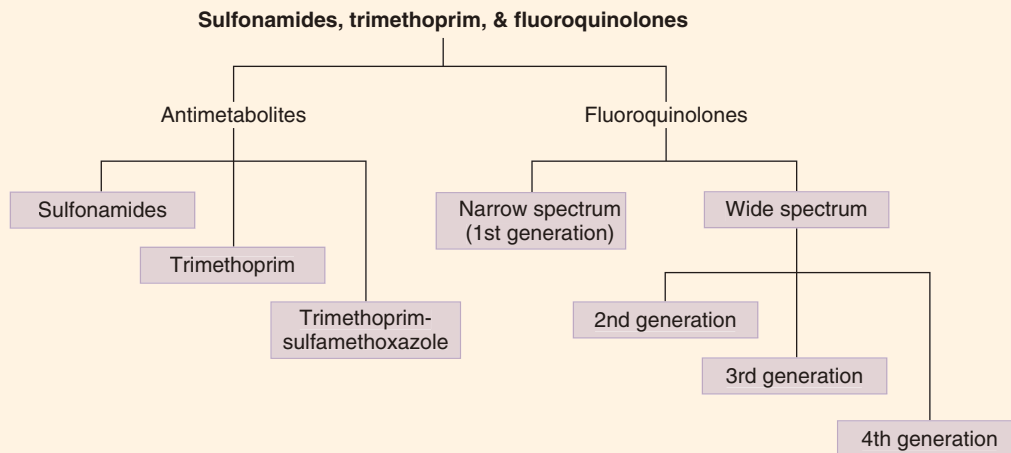 Sulfonamides, trimethoprim, & fluoroquinolones
Antimetabolites
Fluoroquinolones
Sulfonamides
Trimethoprim
Trimethoprim-
sulfamethoxazole
Narrow spectrum
(1st generation)
Wide spectrum
2nd generation
3rd generation
4th generation